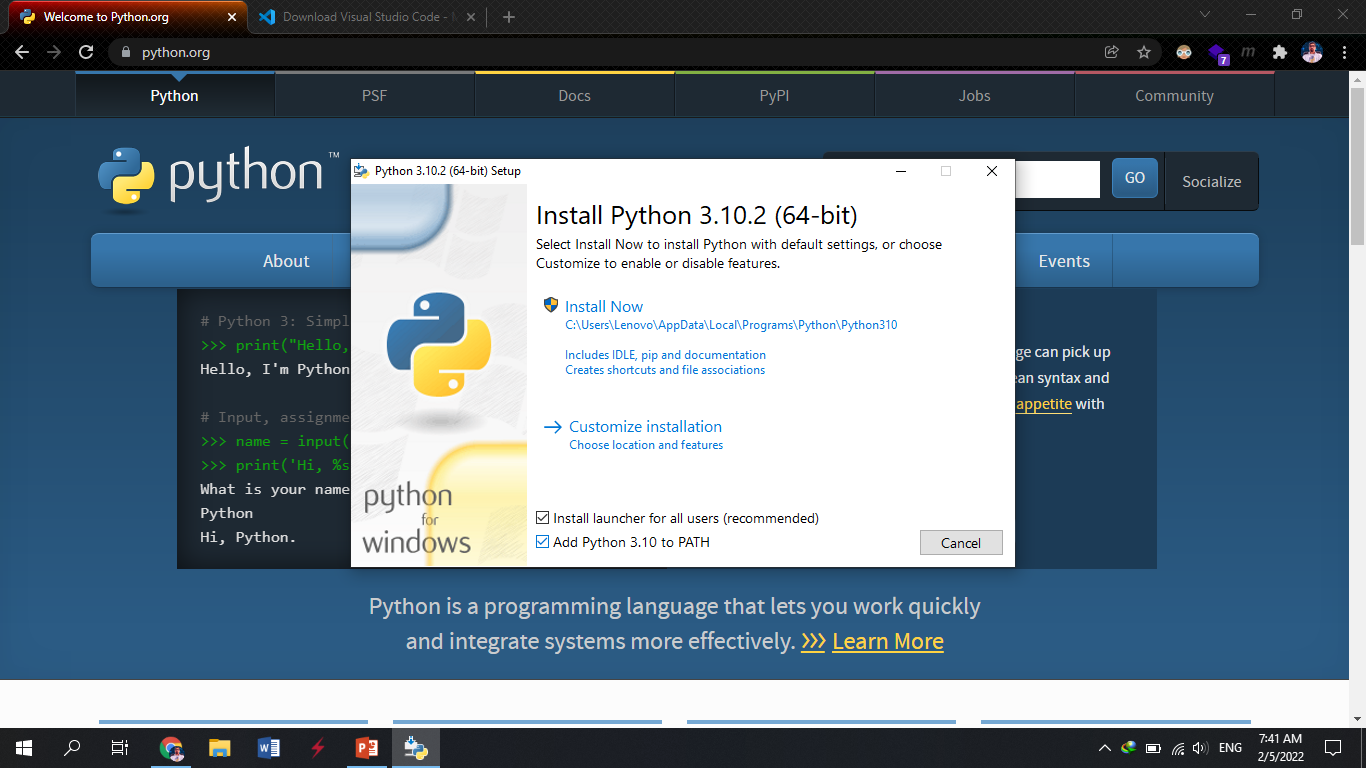 Welcome to Python.org
Download Visual Studio Code - M
python.org
7
m
Python
PSF
Docs
PyPI
Jobs
Community
python™
GO
Socialize
About
Events
# Python 3: Simpl
>>> print("Hello,
Hello, I'm Python
# Input, assignme
>>> name = input(
>>> print('Hi, %s
What is your name
Python
Hi, Python.
ge can pick up
an syntax and
appetite with
Python 3.10.2 (64-bit) Setup
Install Python 3.10.2 (64-bit)
Select Install Now to install Python with default settings, or choose
Customize to enable or disable features.
Install Now
C:\Users\Lenovo\AppData\Local\Programs\Python\Python310
Includes IDLE, pip and documentation
Creates shortcuts and file associations
Customize installation
Choose location and features
python
for
windows
Install launcher for all users (recommended)
Add Python 3.10 to PATH
Cancel
Python is a programming language that lets you work quickly
and integrate systems more effectively. >>> Learn More
ENG
7:41 AM
2/5/2022